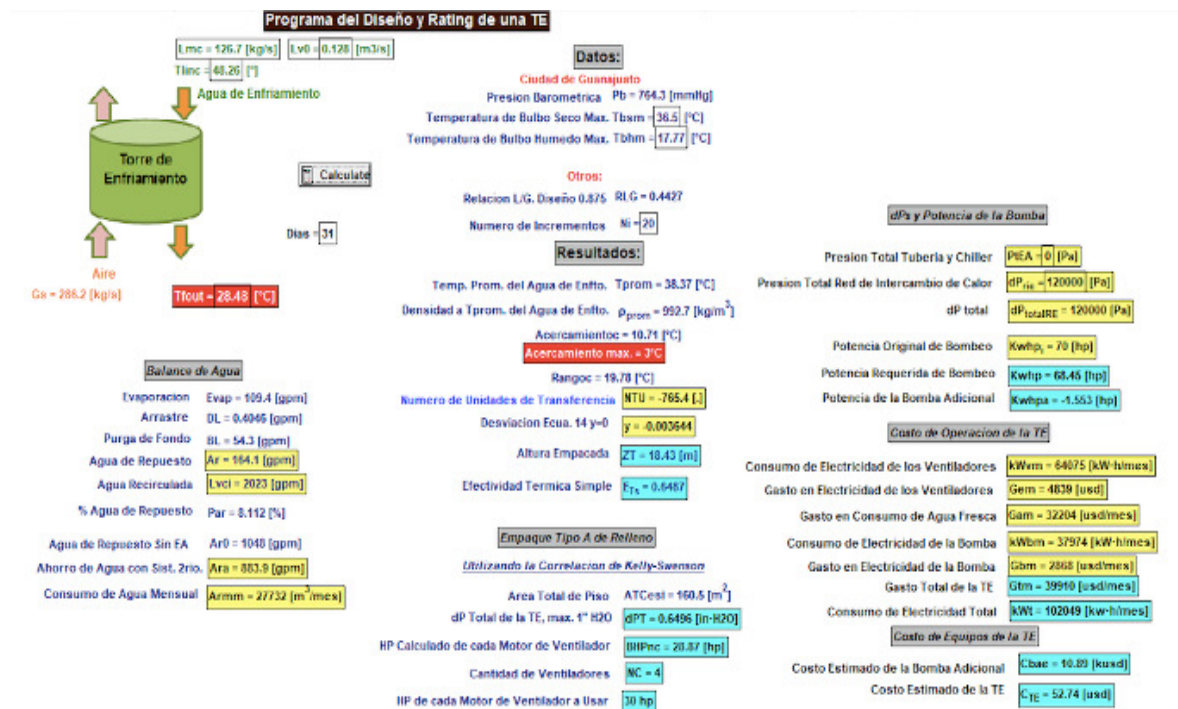 Programa del Diseño y Rating de una TE
Lmc = 126.7 [kg/s] Lv0 = 0.128 [m3/s]
Tlinc = 48.26 [°]
Agua de Enfriamiento
Torre de
Enfriamiento
Calculate
Dias = 31
Aire
Gs = 286.2 [kg/s]
Tfout = 28.48 [°C]
Datos:
Ciudad de Guanajuato
Presion Barometrica Pb = 764.3 [mmHg]
Temperatura de Bulbo Seco Max. Tbsm = 36.5 [°C]
Temperatura de Bulbo Humedo Max. Tbhm = 17.77 [°C]
Otros:
Relacion L/G. Diseño 0.875 RLG = 0.4427
Numero de Incrementos Ni = 20
Resultados:
Temp. Prom. del Agua de Enfto. Tprom = 38.37 [°C]
Densidad a Tprom. del Agua de Enfto. ρprom = 992.7 [kg/m3]
Acercamientoc = 10.71 [°C]
Acercamiento max. = 3°C
Rangoc = 19.78 [°C]
Numero de Unidades de Transferencia NTU = -765.4 [.]
Desviacion Ecua. 14 y=0 y = -0.003644
Altura Empacada ZT = 18.43 [m]
Efectividad Termica Simple ETs = 0.6487
Balance de Agua
Evaporacion Evap = 109.4 [gpm]
Arrastre DL = 0.4046 [gpm]
Purga de Fondo BL = 54.3 [gpm]
Agua de Repuesto Ar = 164.1 [gpm]
Agua Recirculada Lvci = 2023 [gpm]
% Agua de Repuesto Par = 8.112 [%]
Agua de Repuesto Sin EA Ar0 = 1048 [gpm]
Ahorro de Agua con Sist. 2rio. Ara = 883.9 [gpm]
Consumo de Agua Mensual Armm = 27732 [m3/mes]
Empaque Tipo A de Relleno
Utilizando la Correlacion de Kelly-Swenson
Area Total de Piso ATCesi = 160.5 [m2]
dP Total de la TE, max. 1" H2O dPT = 0.6496 [in-H2O]
HP Calculado de cada Motor de Ventilador BHPnc = 28.87 [hp]
Cantidad de Ventiladores NC = 4
HP de cada Motor de Ventilador a Usar 30 hp
dPs y Potencia de la Bomba
Presion Total Tuberia y Chiller PtEA = 0 [Pa]
Presion Total Red de Intercambio de Calor dPric = 120000 [Pa]
dP total dPtotalRE = 120000 [Pa]
Potencia Original de Bombeo = 70 [hp]
Potencia Requerida de Bombeo Kwhp = 68.45 [hp]
Potencia de la Bomba Adicional Kwhpa = -1.553 [hp]
Costo de Operacion de la TE
Consumo de Electricidad de los Ventiladores kWvm = 64075 [kW-h/mes]
Gasto en Electricidad de los Ventiladores Gem = 4839 [usd]
Gasto en Consumo de Agua Fresca Gam = 32204 [usd/mes]
Consumo de Electricidad de la Bomba kWbm = 37974 [kW-h/mes]
Gasto en Electricidad de la Bomba Gbm = 2868 [usd/mes]
Gasto Total de la TE Gtm = 39910 [usd/mes]
Consumo de Electricidad Total kWt = 102049 [kw-h/mes]
Costo de Equipos de la TE
Costo Estimado de la Bomba Adicional Cbae = 10.89 [kusd]
Costo Estimado de la TE CTE = 52.74 [usd]